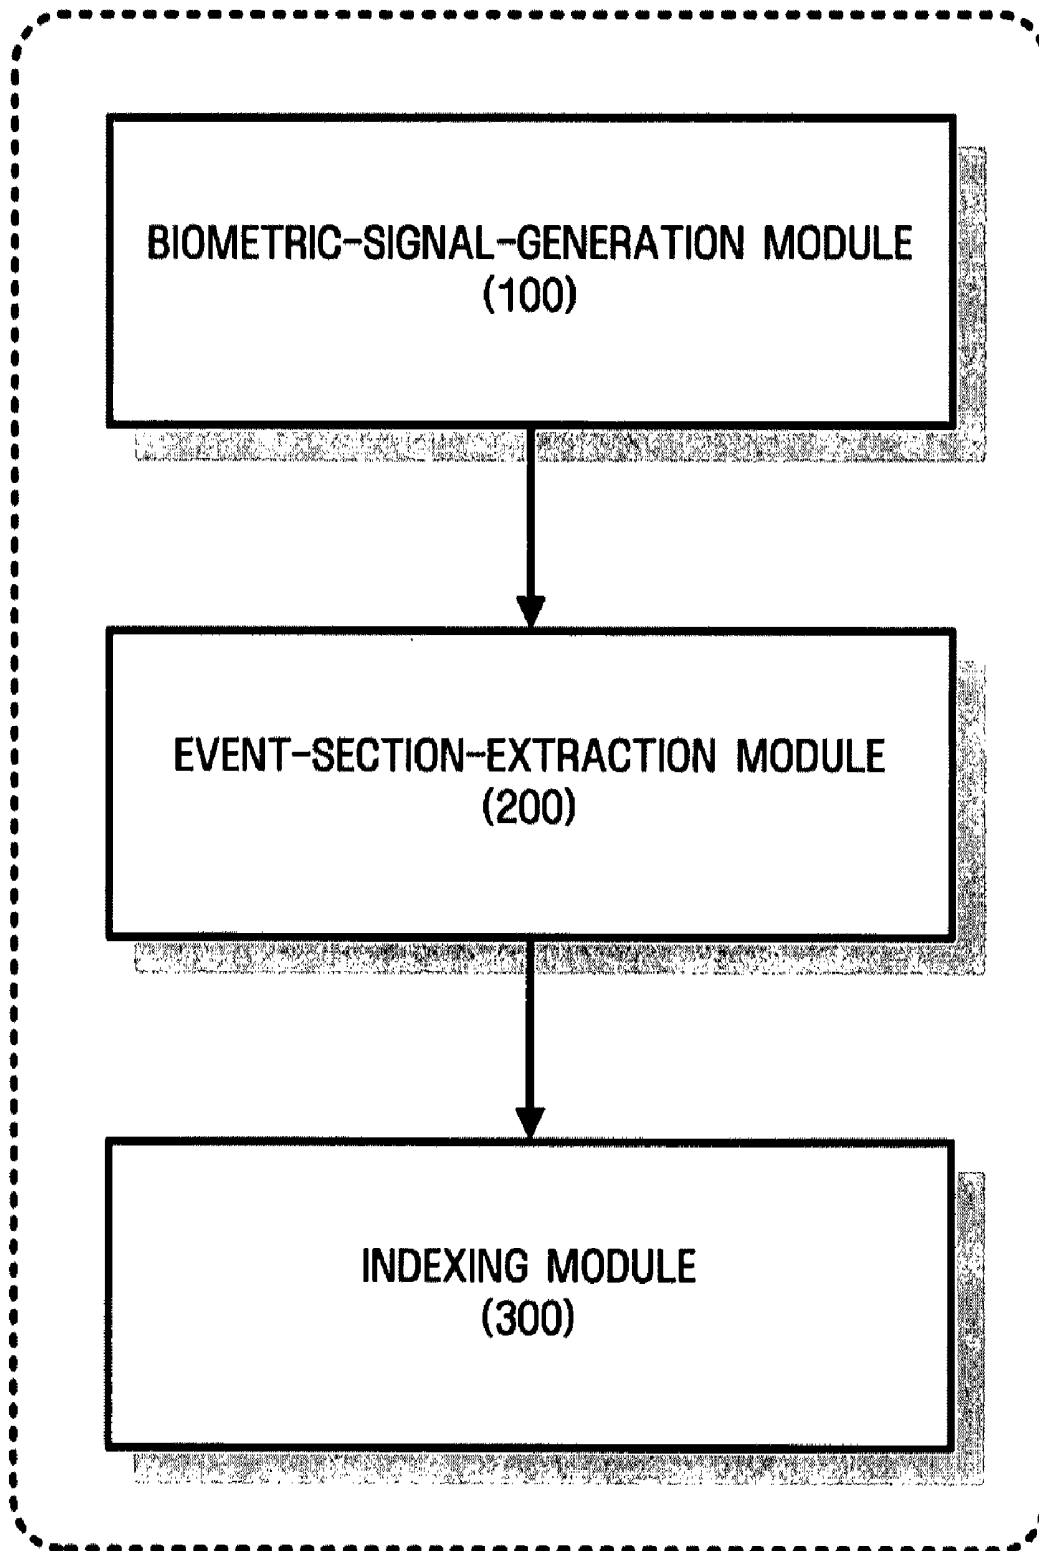 BIOMETRIC-SIGNAL-GENERATION MODULE
(100)
EVENT-SECTION-EXTRACTION MODULE
(200)
INDEXING MODULE
(300)